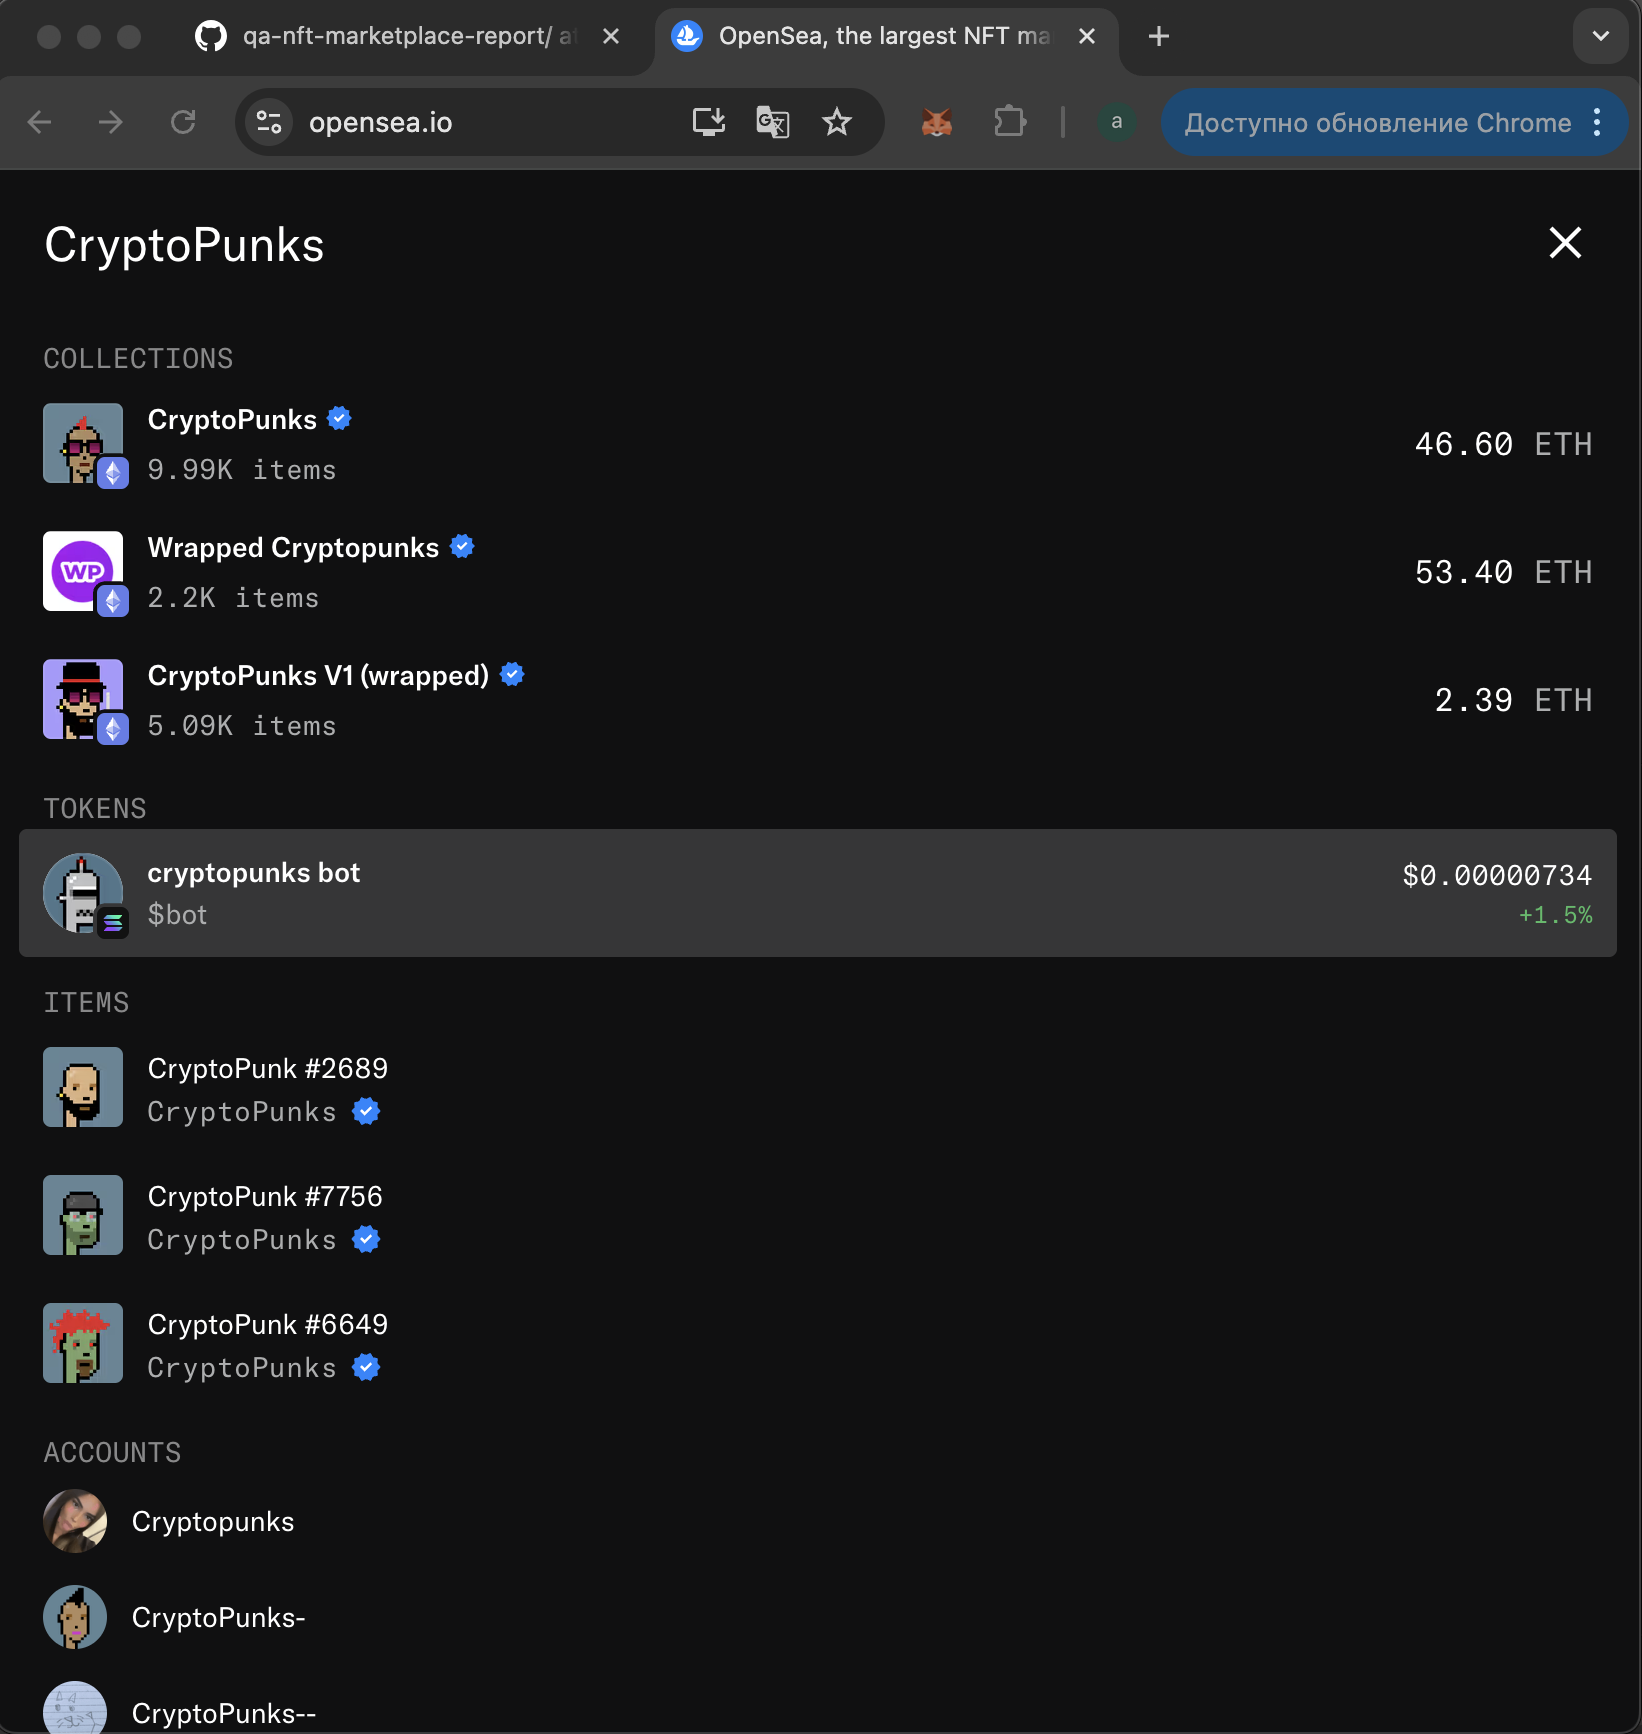 qa-nft-marketplace-report/ at
OpenSea, the largest NFT ma
opensea.io
a
Доступно обновление Chrome
CryptoPunks
COLLECTIONS
CryptoPunks
9.99K items
46.60 ETH
WP
Wrapped Cryptopunks
2.2K items
53.40 ETH
CryptoPunks V1 (wrapped)
5.09K items
2.39 ETH
TOKENS
cryptopunks bot
$bot
$0.00000734
+1.5%
ITEMS
CryptoPunk #2689
CryptoPunks
CryptoPunk #7756
CryptoPunks
CryptoPunk #6649
CryptoPunks
ACCOUNTS
Cryptopunks
CryptoPunks-
CryptoPunks--